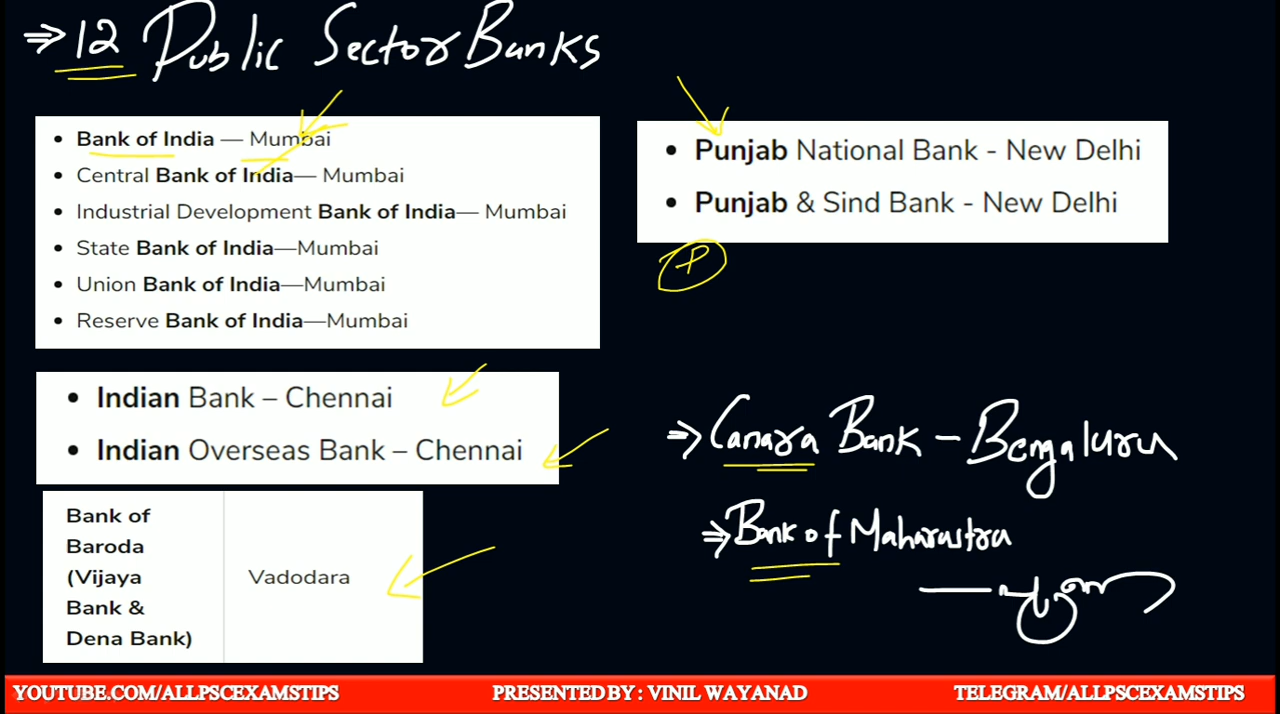 ⇒ 12 Public Sector Banks
• Bank of India — Mumbai
• Central Bank of India— Mumbai
• Industrial Development Bank of India— Mumbai
• State Bank of India—Mumbai
• Union Bank of India—Mumbai
• Reserve Bank of India—Mumbai
• Punjab National Bank - New Delhi
• Punjab & Sind Bank - New Delhi
P
• Indian Bank – Chennai
• Indian Overseas Bank – Chennai
⇒ Canara Bank – Bengaluru
Bank of
Baroda
(Vijaya
Bank &
Dena Bank)
Vadodara
⇒ Bank of Maharastra
YOUTUBE.COM/ALLPSCEXAMSTIPS
PRESENTED BY : VINIL WAYANAD
TELEGRAM/ALLPSCEXAMSTIPS